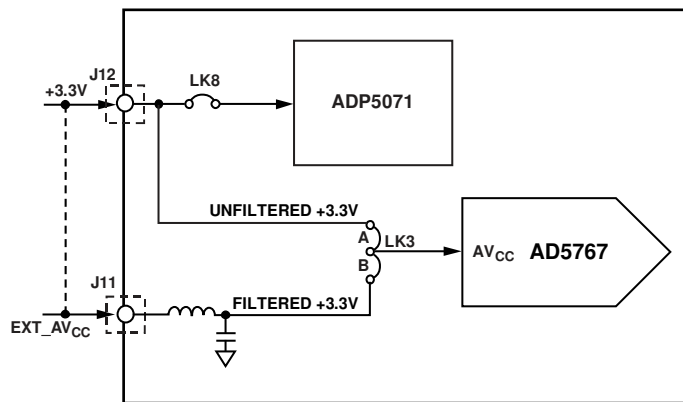 J12
+3.3V
LK8
ADP5071
UNFILTERED +3.3V
A
LK3
B
AVCC AD5767
J11
EXT_AVCC
FILTERED +3.3V